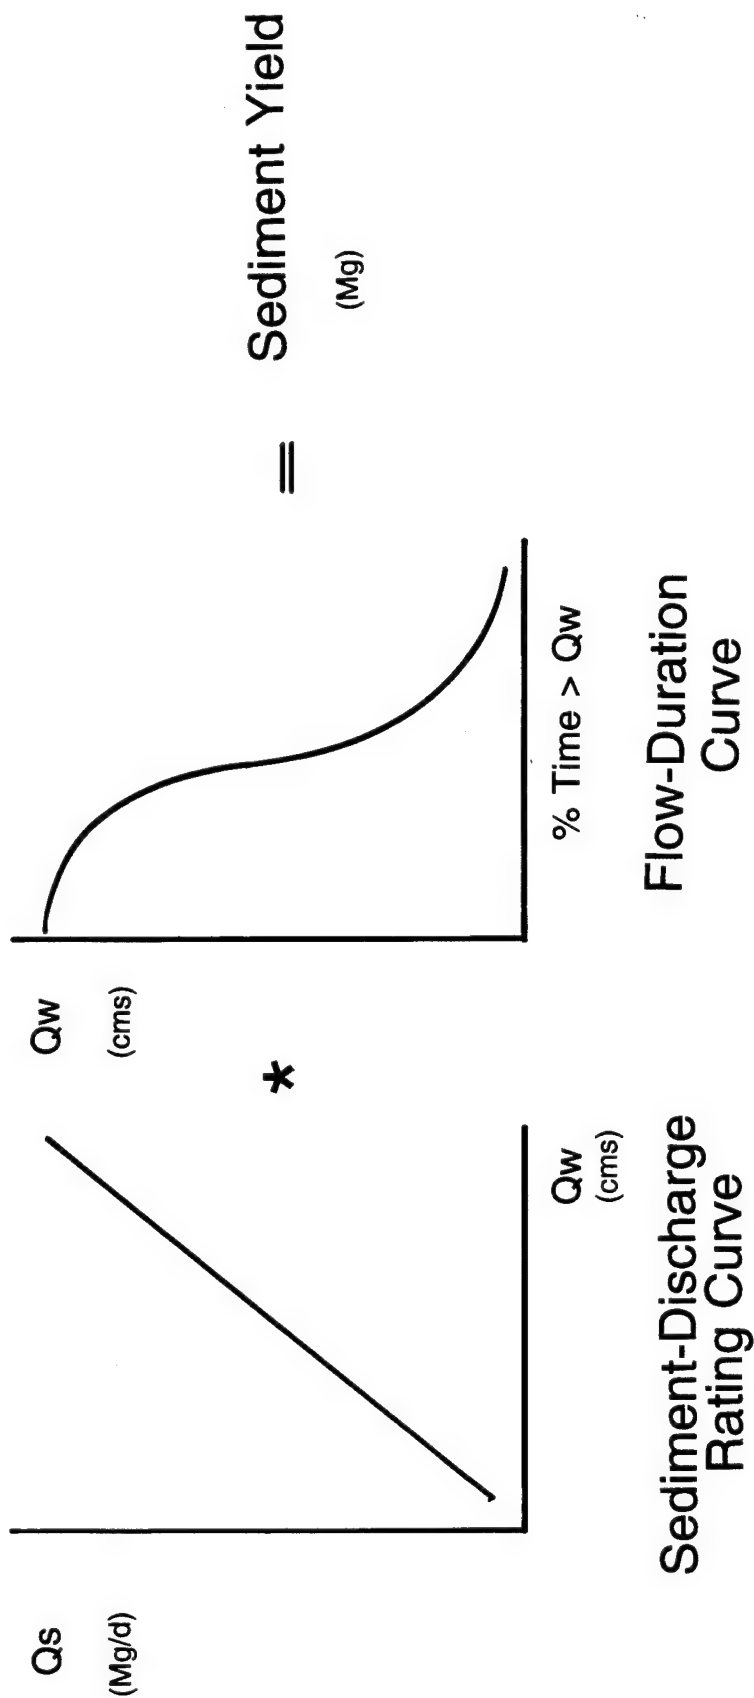 Qs
(Mg/d)
Qw
(cms)
Sediment-Discharge
Rating Curve
*
Qw
(cms)
% Time > Qw
Flow-Duration
Curve
=
Sediment Yield
(Mg)